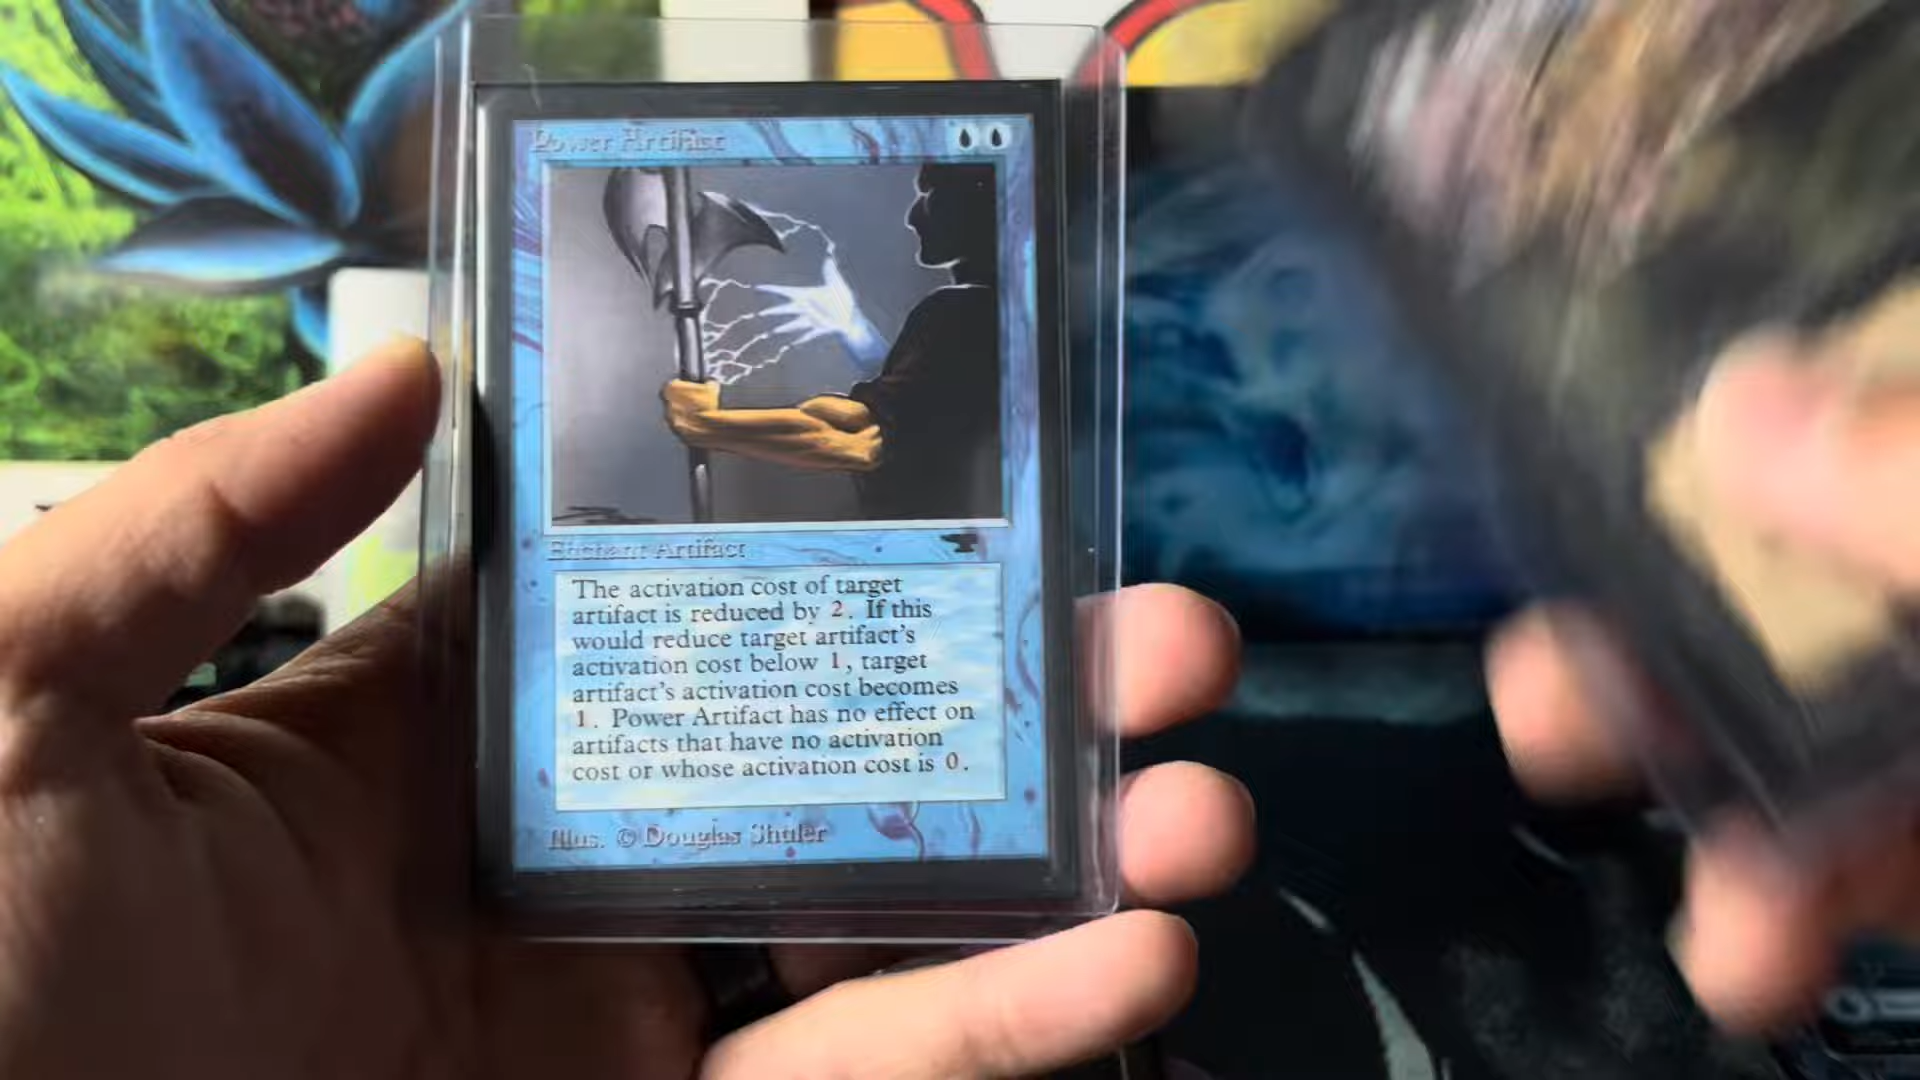 Power Artifact
Enchant Artifact
The activation cost of target
artifact is reduced by 2. If this
would reduce target artifact's
activation cost below 1, target
artifact's activation cost becomes
1. Power Artifact has no effect on
artifacts that have no activation
cost or whose activation cost is 0.
Illus. © Douglas Shuler